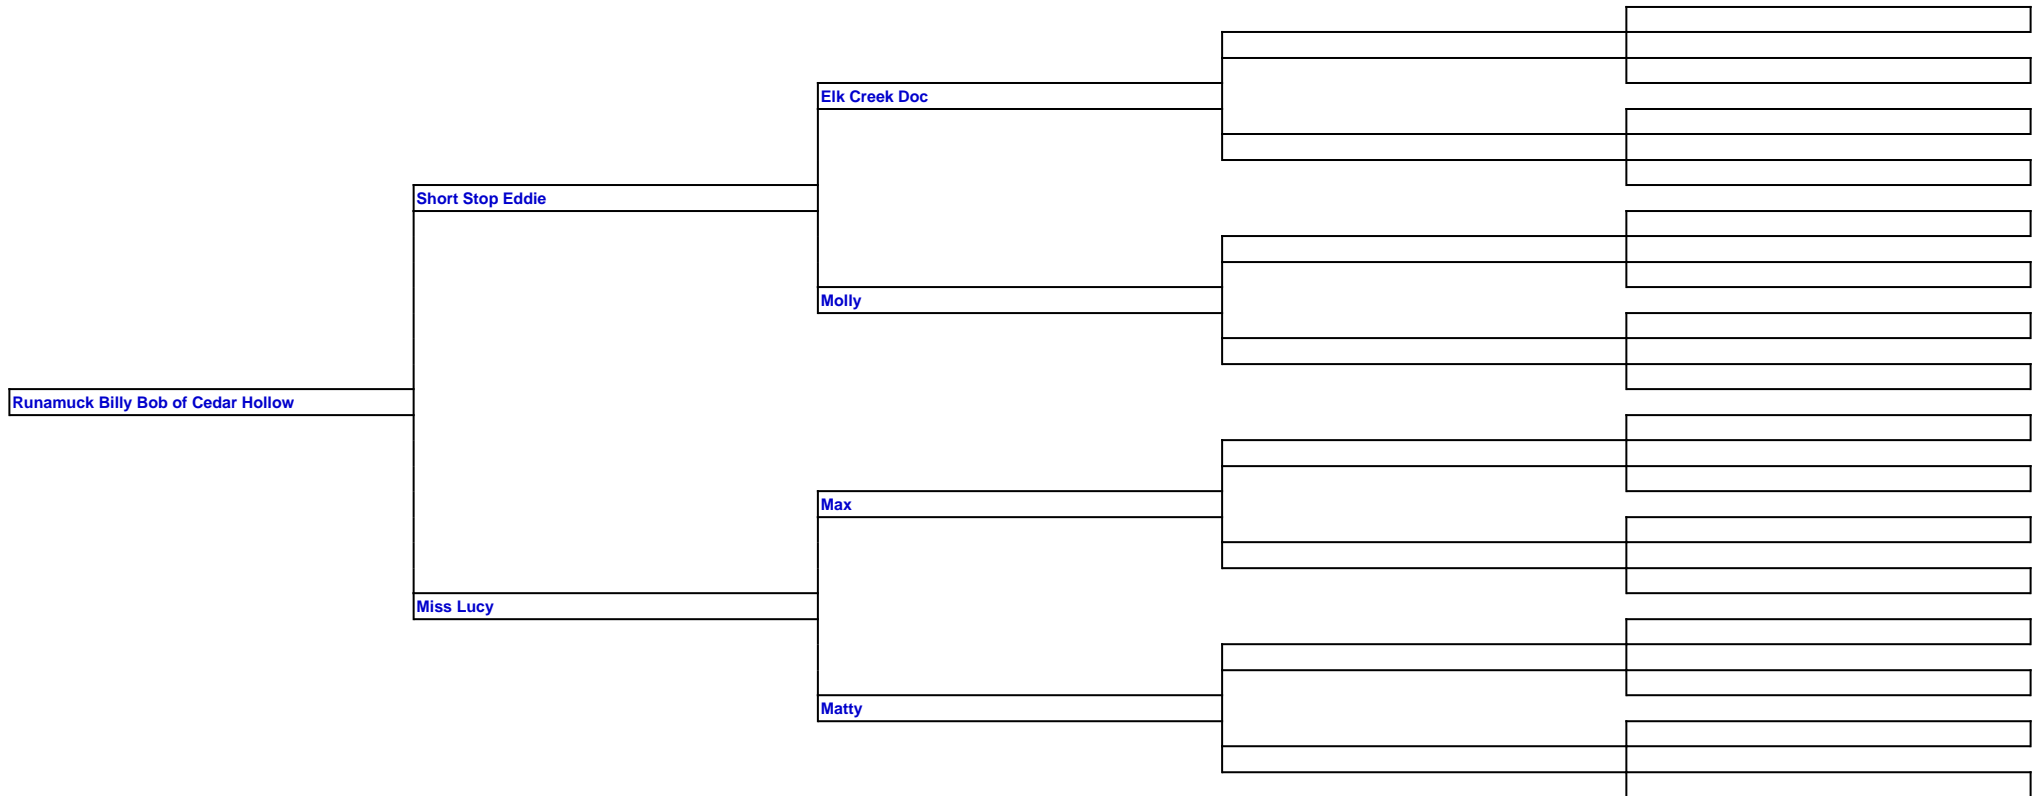 Elk Creek Doc
Short Stop Eddie
Molly
Runamuck Billy Bob of Cedar Hollow
Max
Miss Lucy
Matty